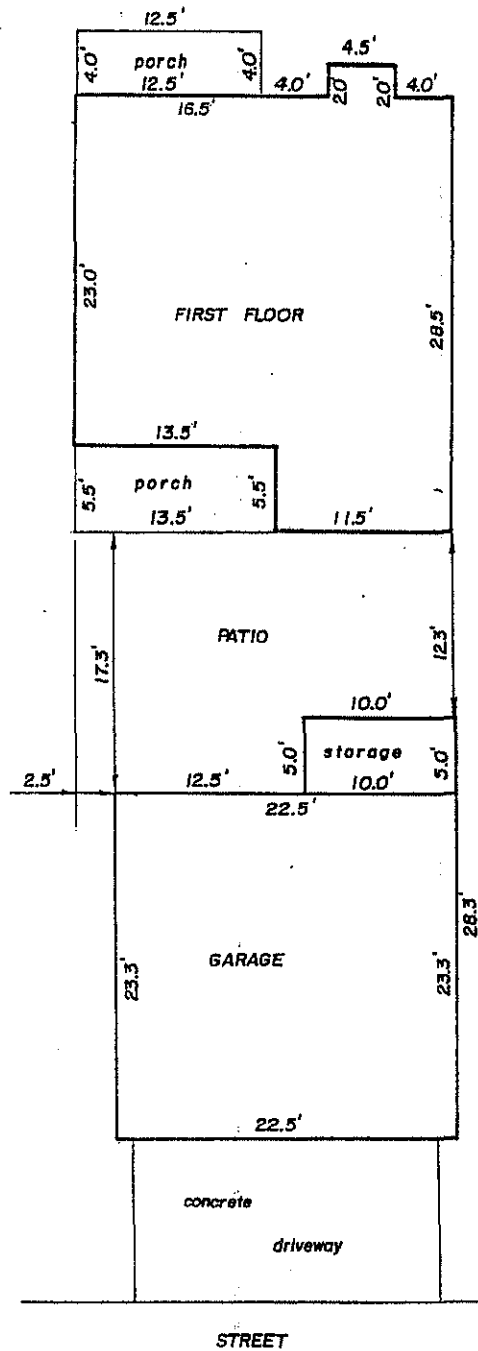 12.5'
4.0' porch 4.0'
4.5'
12.5' 4.0' 2.0' 2.0' 4.0'
16.5'
23.0'
FIRST FLOOR
28.5'
13.5'
5.5' porch 5.5'
13.5' 11.5'
PATIO
17.3' 12.3'
10.0'
5.0' storage 5.0'
2.5' 12.5' 10.0'
22.5'
28.3'
GARAGE
23.3' 23.3'
22.5'
concrete
driveway
STREET